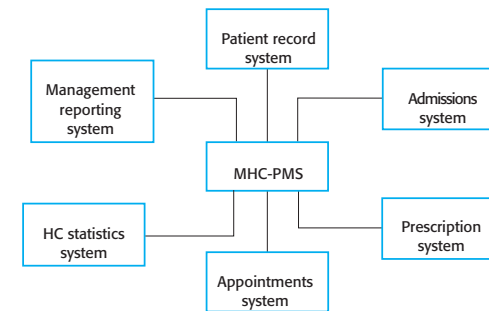 Patient record
system
Management
reporting
system
Admissions
system
MHC-PMS
HC statistics
system
Prescription
system
Appointments
system